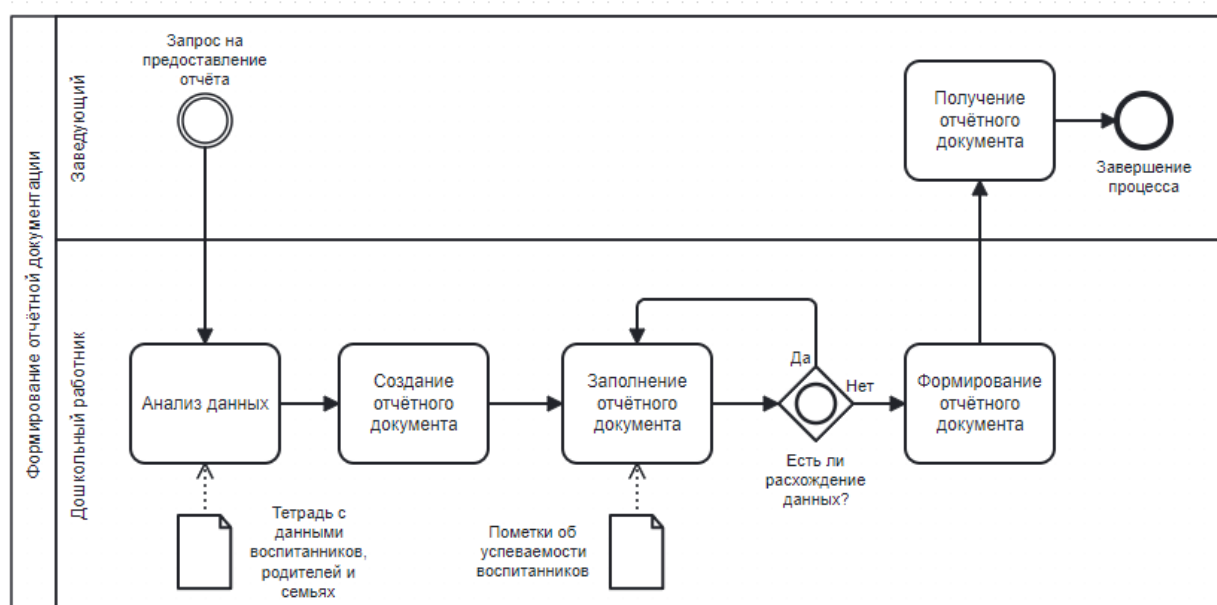 Формирование отчётной документации
Заведующий
Запрос на
предоставление
отчёта
Получение
отчётного
документа
Завершение
процесса
Дошкольный работник
Анализ данных
Создание
отчётного
документа
Заполнение
отчётного
документа
Да
Нет
Есть ли
расхождение
данных?
Формирование
отчётного
документа
Тетрадь с
данными
воспитанников,
родителей и
семьях
Пометки об
успеваемости
воспитанников